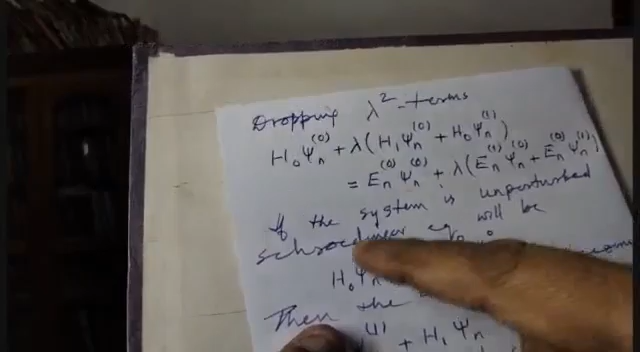 Dropping λ²-terms
H₀Ψₙ⁽⁰⁾ + λ(H₁Ψₙ⁽⁰⁾ + H₀Ψₙ⁽¹⁾)
= Eₙ⁽⁰⁾Ψₙ⁽⁰⁾ + λ(Eₙ⁽¹⁾Ψₙ⁽⁰⁾ + Eₙ⁽⁰⁾Ψₙ⁽¹⁾)
If the system is unperturbed
eqn will be
H₀Ψₙ
Then the
+ H₁Ψₙ